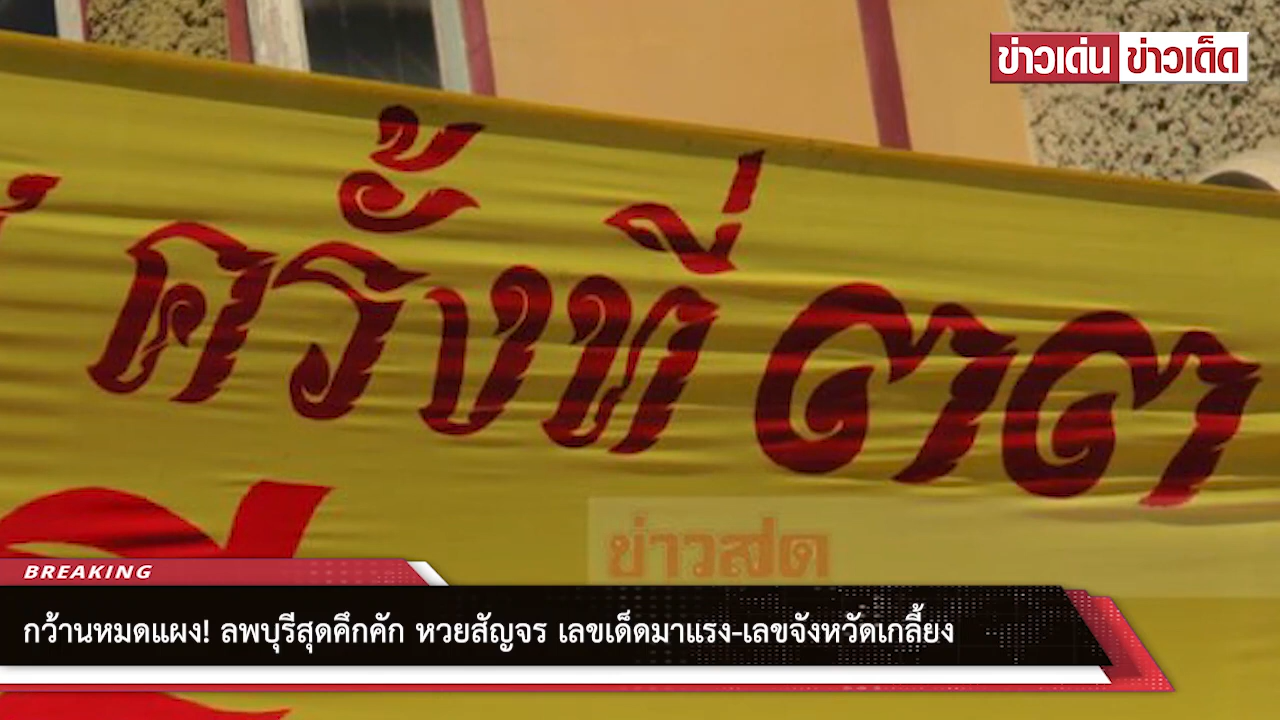 ข่าวเด่น ข่าวเด็ด
ครั้งที่ ๓๓
ข่าวสด
BREAKING
กว้านหมดแผง! ลพบุรีสุดคึกคัก หวยสัญจร เลขเด็ดมาแรง-เลขจังหวัดเกลี้ยง